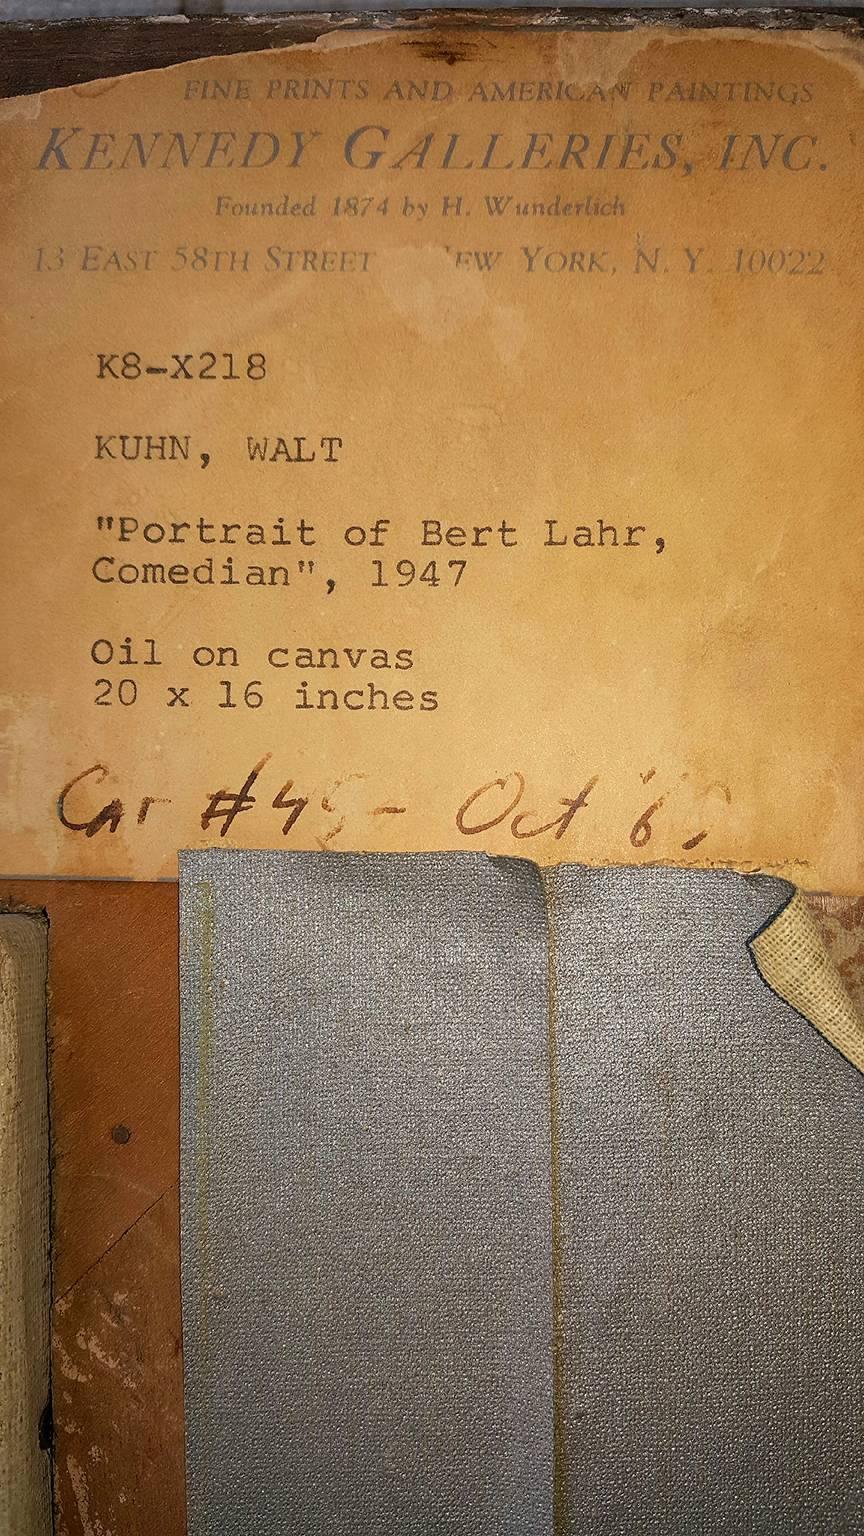 FINE PRINTS AND AMERICAN PAINTINGS
KENNEDY GALLERIES, INC.
Founded 1874 by H. Wunderlich
13 EAST 58TH STREET NEW YORK, N. Y. 10022
K8-X218
KUHN, WALT
"Portrait of Bert Lahr,
Comedian", 1947
Oil on canvas
20 x 16 inches
Car # - Oct